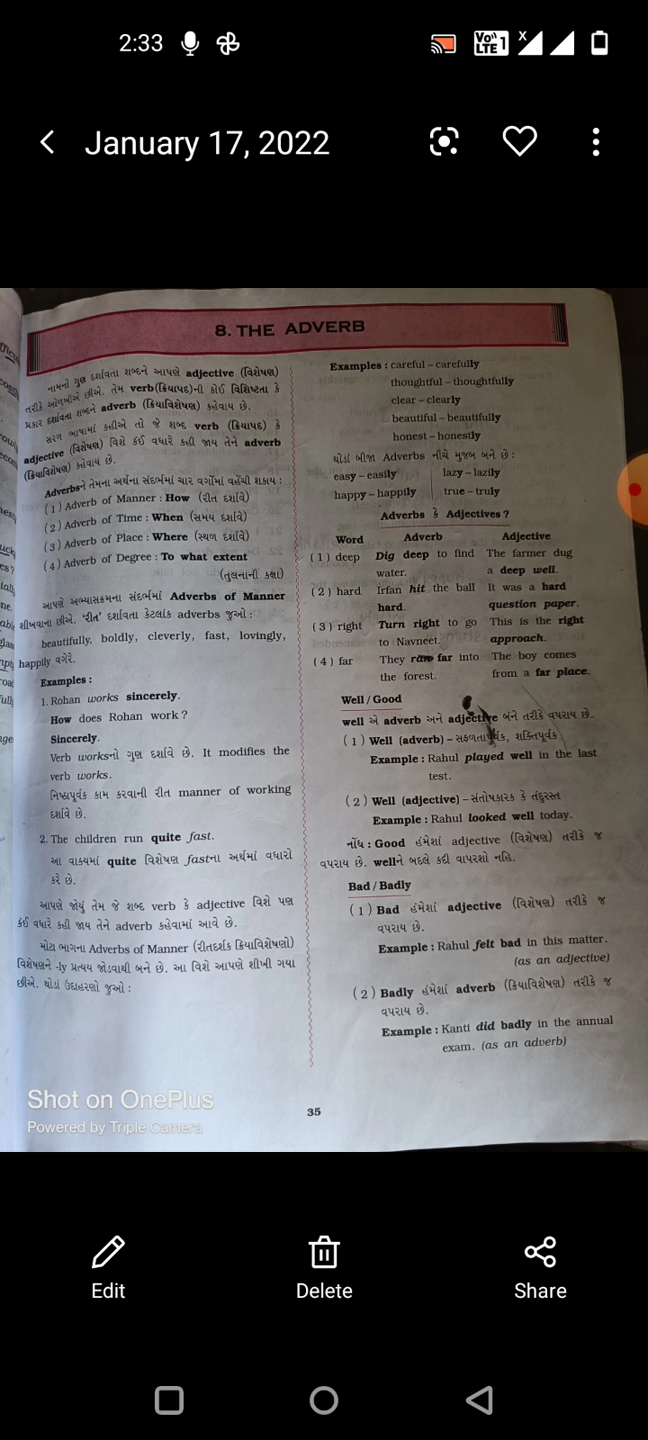 2:33
Vo)) 1
LTE
X
January 17, 2022
8. THE ADVERB
નામનો ગુણ દર્શાવતા શબ્દને આપણે adjective (વિશેષણ)
તરીકે ઓળખીએ છીએ. તેમ verb(ક્રિયાપદ)ની કોઈ વિશિષ્ટતા કે
પ્રકાર દર્શાવતા શબ્દને adverb (ક્રિયાવિશેષણ) કહેવાય છે.
સરળ ભાષામાં કહીએ તો જે શબ્દ verb (ક્રિયાપદ) કે
adjective (વિશેષણ) વિશે કંઈ વધારે કહી જાય તેને adverb
(ક્રિયાવિશેષણ) કહેવાય છે.
Adverbsને તેમના અર્થના સંદર્ભમાં ચાર વર્ગોમાં વહેંચી શકાય :
(1) Adverb of Manner : How (રીત દર્શાવે)
(2) Adverb of Time : When (સમય દર્શાવે)
(3) Adverb of Place : Where (સ્થળ દર્શાવે)
(4) Adverb of Degree : To what extent
(તુલનાની કક્ષા)
આપણે અભ્યાસક્રમના સંદર્ભમાં Adverbs of Manner
શીખવાના છીએ. 'રીત' દર્શાવતા કેટલાંક adverbs જુઓ :
beautifully, boldly, cleverly, fast, lovingly,
happily વગેરે.
Examples :
1. Rohan works sincerely.
How does Rohan work ?
Sincerely.
Verb worksનો ગુણ દર્શાવે છે. It modifies the
verb works.
નિષ્ઠાપૂર્વક કામ કરવાની રીત manner of working
દર્શાવે છે.
2. The children run quite fast.
આ વાક્યમાં quite વિશેષણ fastના અર્થમાં વધારો
કરે છે.
આપણે જોયું તેમ જે શબ્દ verb કે adjective વિશે પણ
કંઈ વધારે કહી જાય તેને adverb કહેવામાં આવે છે.
મોટા ભાગના Adverbs of Manner (રીતદર્શક ક્રિયાવિશેષણો)
વિશેષણને -ly પ્રત્યય જોડવાથી બને છે. આ વિશે આપણે શીખી ગયા
છીએ. થોડાં ઉદાહરણો જુઓ :
Examples : careful – carefully
thoughtful – thoughtfully
clear – clearly
beautiful – beautifully
honest – honestly
થોડાં બીજા Adverbs નીચે મુજબ બને છે :
easy – easily lazy – lazily
happy – happily true – truly
Adverbs કે Adjectives ?
Word Adverb Adjective
(1) deep Dig deep to find The farmer dug
water. a deep well.
(2) hard Irfan hit the ball It was a hard
hard. question paper.
(3) right Turn right to go This is the right
to Navneet. approach.
(4) far They ran far into The boy comes
the forest. from a far place.
Well / Good
well એ adverb અને adjective બંને તરીકે વપરાય છે.
(1) Well (adverb) – સફળતાપૂર્વક, શક્તિપૂર્વક
Example : Rahul played well in the last
test.
(2) Well (adjective) – સંતોષકારક કે તંદુરસ્ત
Example : Rahul looked well today.
નોંધ : Good હંમેશાં adjective (વિશેષણ) તરીકે જ
વપરાય છે. wellને બદલે કદી વાપરશો નહિ.
Bad / Badly
(1) Bad હંમેશાં adjective (વિશેષણ) તરીકે જ
વપરાય છે.
Example : Rahul felt bad in this matter.
(as an adjective)
(2) Badly હંમેશાં adverb (ક્રિયાવિશેષણ) તરીકે જ
વપરાય છે.
Example : Kanti did badly in the annual
exam. (as an adverb)
35
Shot on OnePlus
Powered by Triple Camera
Edit
Delete
Share